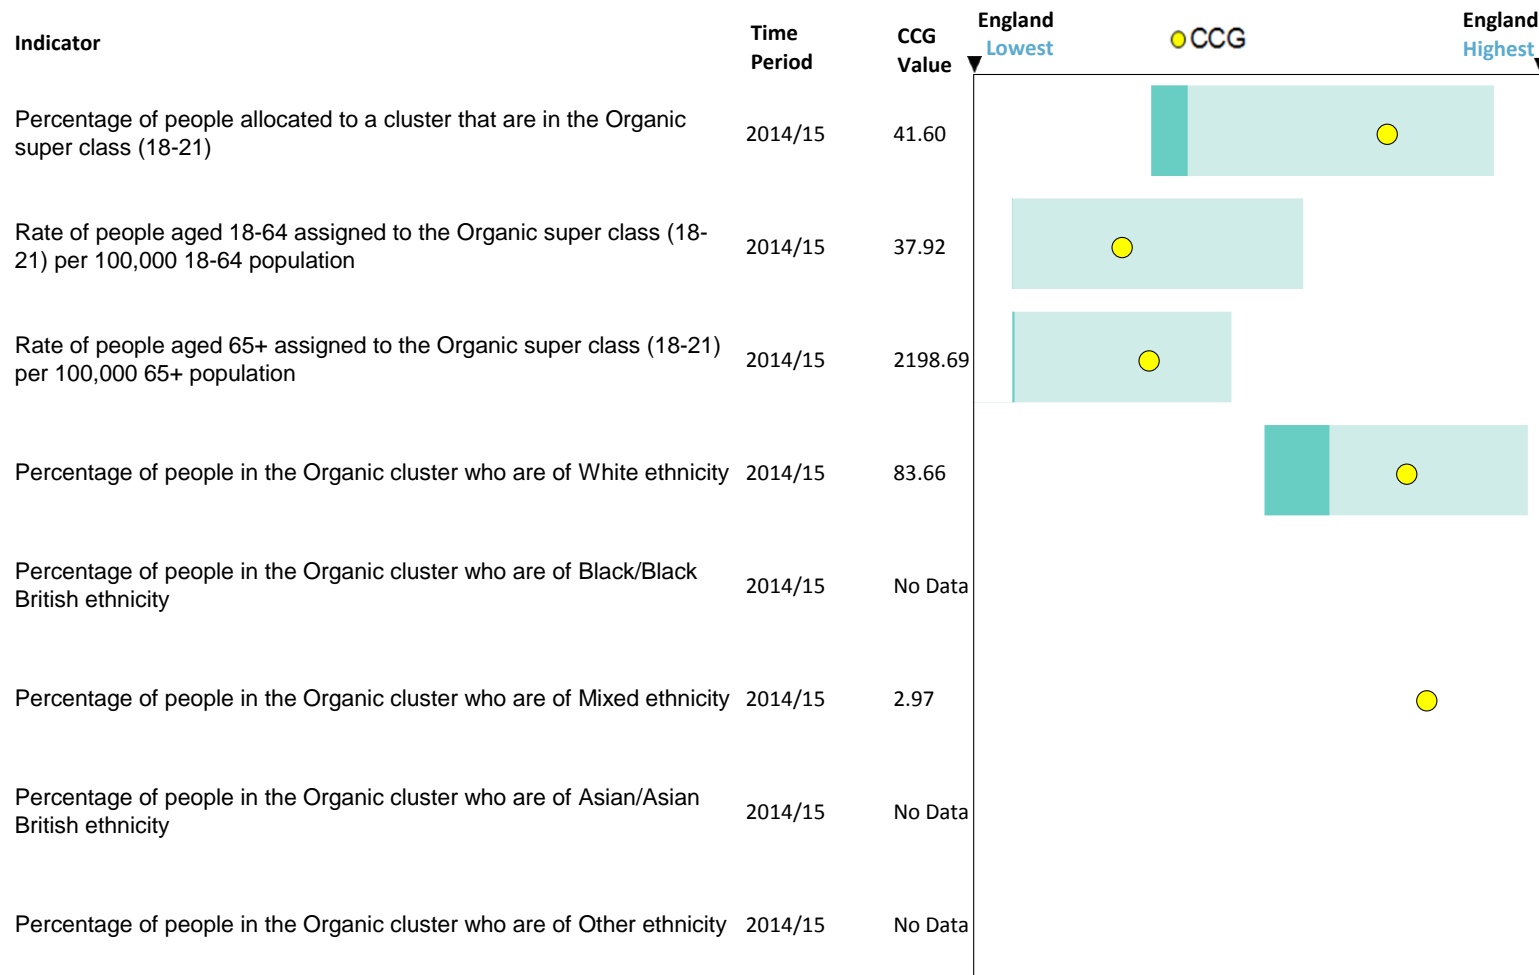 Indicator
Time Period
CCG Value
England Lowest
CCG
England Highest
Percentage of people allocated to a cluster that are in the Organic
super class (18-21)
2014/15
41.60
Rate of people aged 18-64 assigned to the Organic super class (18-
21) per 100,000 18-64 population
2014/15
37.92
Rate of people aged 65+ assigned to the Organic super class (18-21)
per 100,000 65+ population
2014/15
2198.69
Percentage of people in the Organic cluster who are of White ethnicity
2014/15
83.66
Percentage of people in the Organic cluster who are of Black/Black
British ethnicity
2014/15
No Data
Percentage of people in the Organic cluster who are of Mixed ethnicity
2014/15
2.97
Percentage of people in the Organic cluster who are of Asian/Asian
British ethnicity
2014/15
No Data
Percentage of people in the Organic cluster who are of Other ethnicity
2014/15
No Data